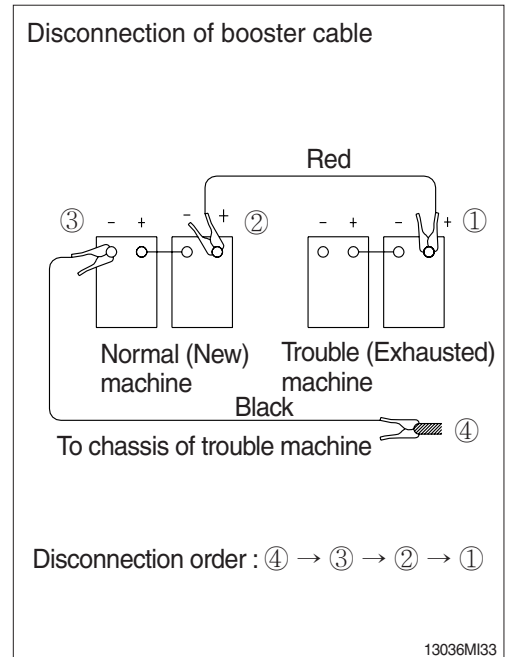 Disconnection of booster cable
Red
③ - + - + ② - + - + ①
Normal (New)
machine
Trouble (Exhausted)
machine
Black
To chassis of trouble machine ④
Disconnection order : ④ → ③ → ② → ①
13036MI33